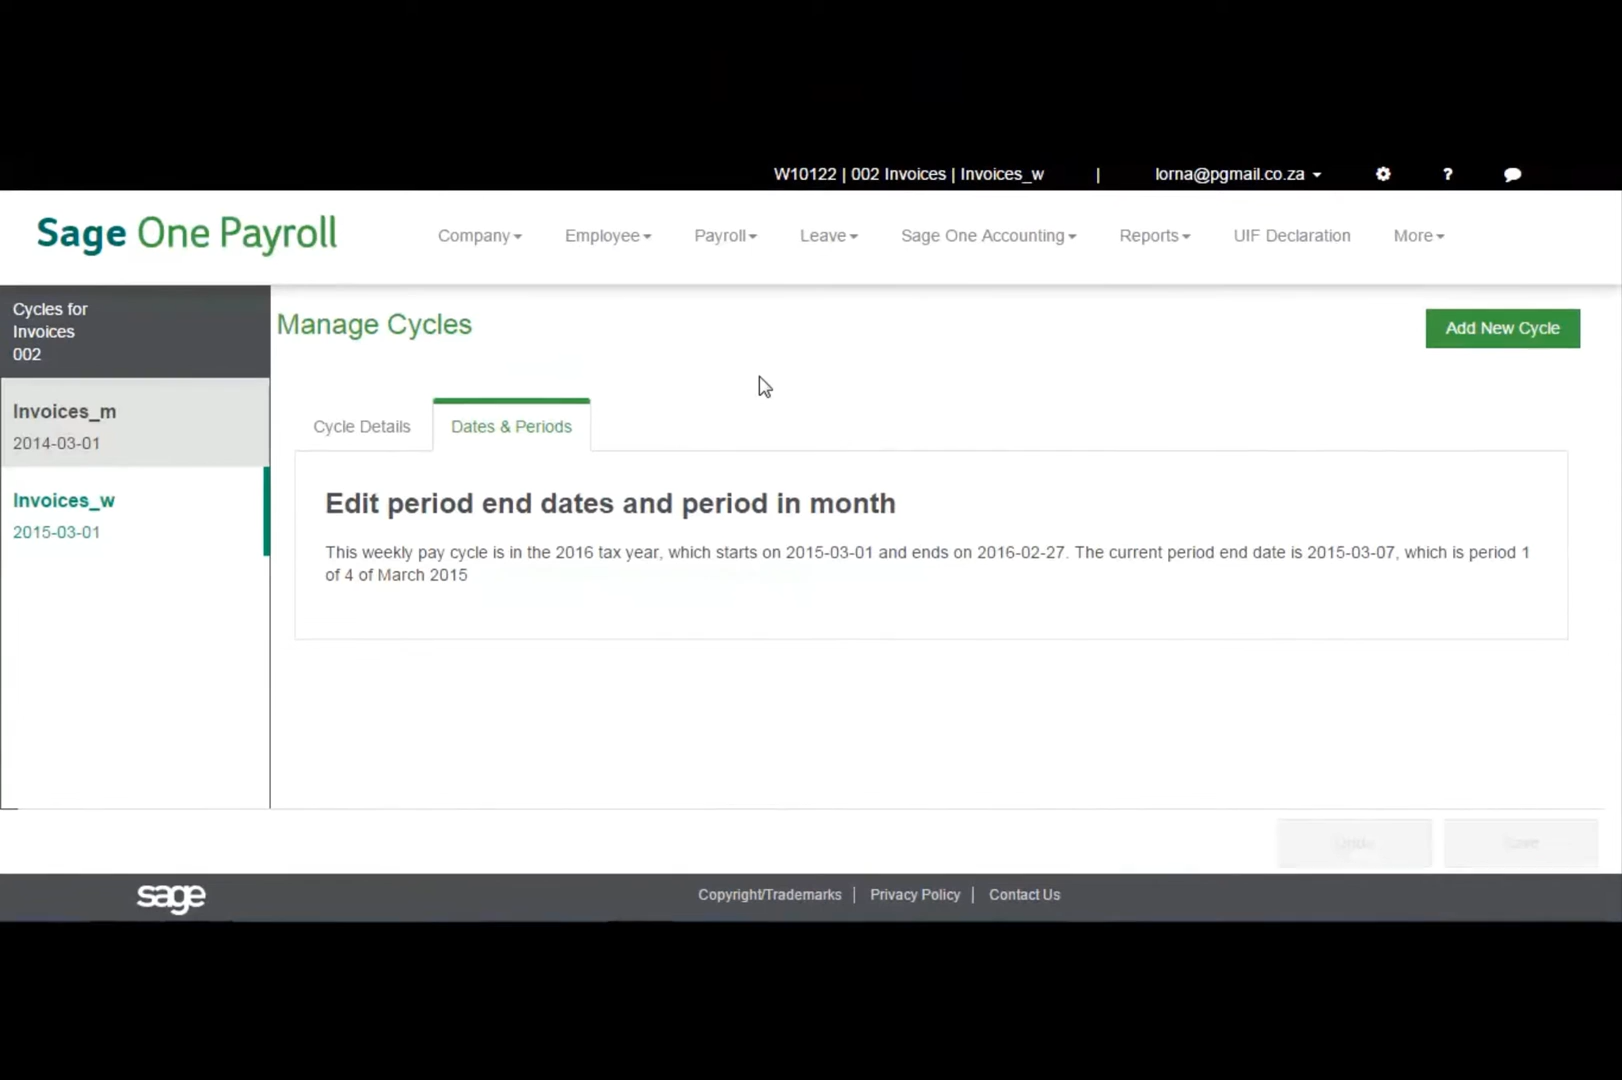 W10122 | 002 Invoices | Invoices_w | lorna@pgmail.co.za ?
Sage One Payroll
Company Employee Payroll Leave Sage One Accounting Reports UIF Declaration More
Cycles for
Invoices
002
Manage Cycles
Add New Cycle
Invoices_m
2014-03-01
Invoices_w
2015-03-01
Cycle Details Dates & Periods
Edit period end dates and period in month
This weekly pay cycle is in the 2016 tax year, which starts on 2015-03-01 and ends on 2016-02-27. The current period end date is 2015-03-07, which is period 1
of 4 of March 2015
sage
Copyright/Trademarks | Privacy Policy | Contact Us